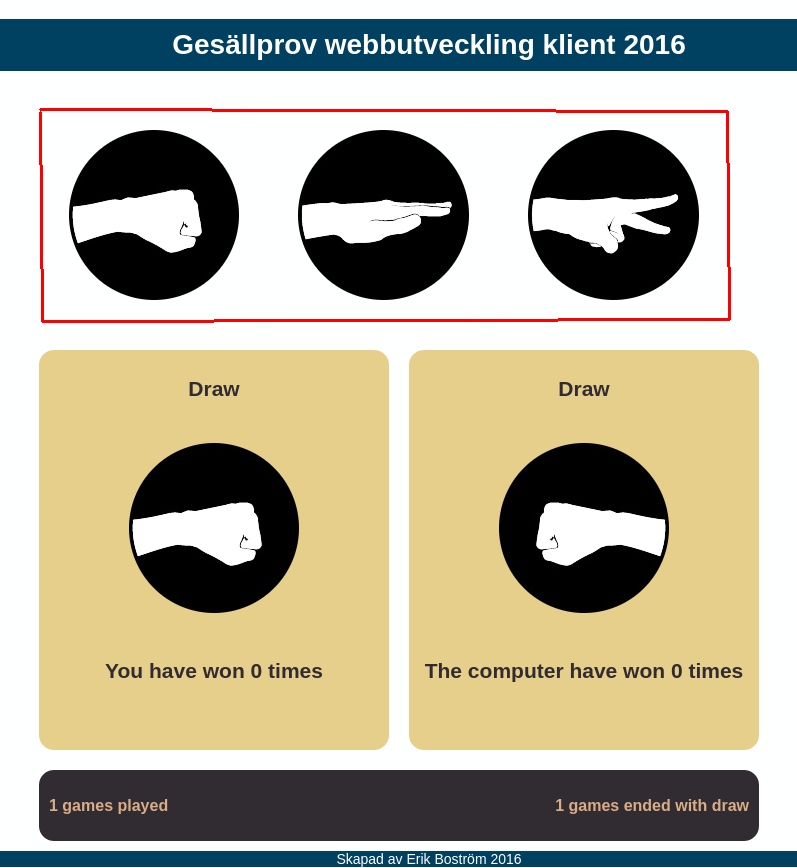 Gesällprov webbutveckling klient 2016
Draw
Draw
You have won 0 times
The computer have won 0 times
1 games played
1 games ended with draw
Skapad av Erik Boström 2016